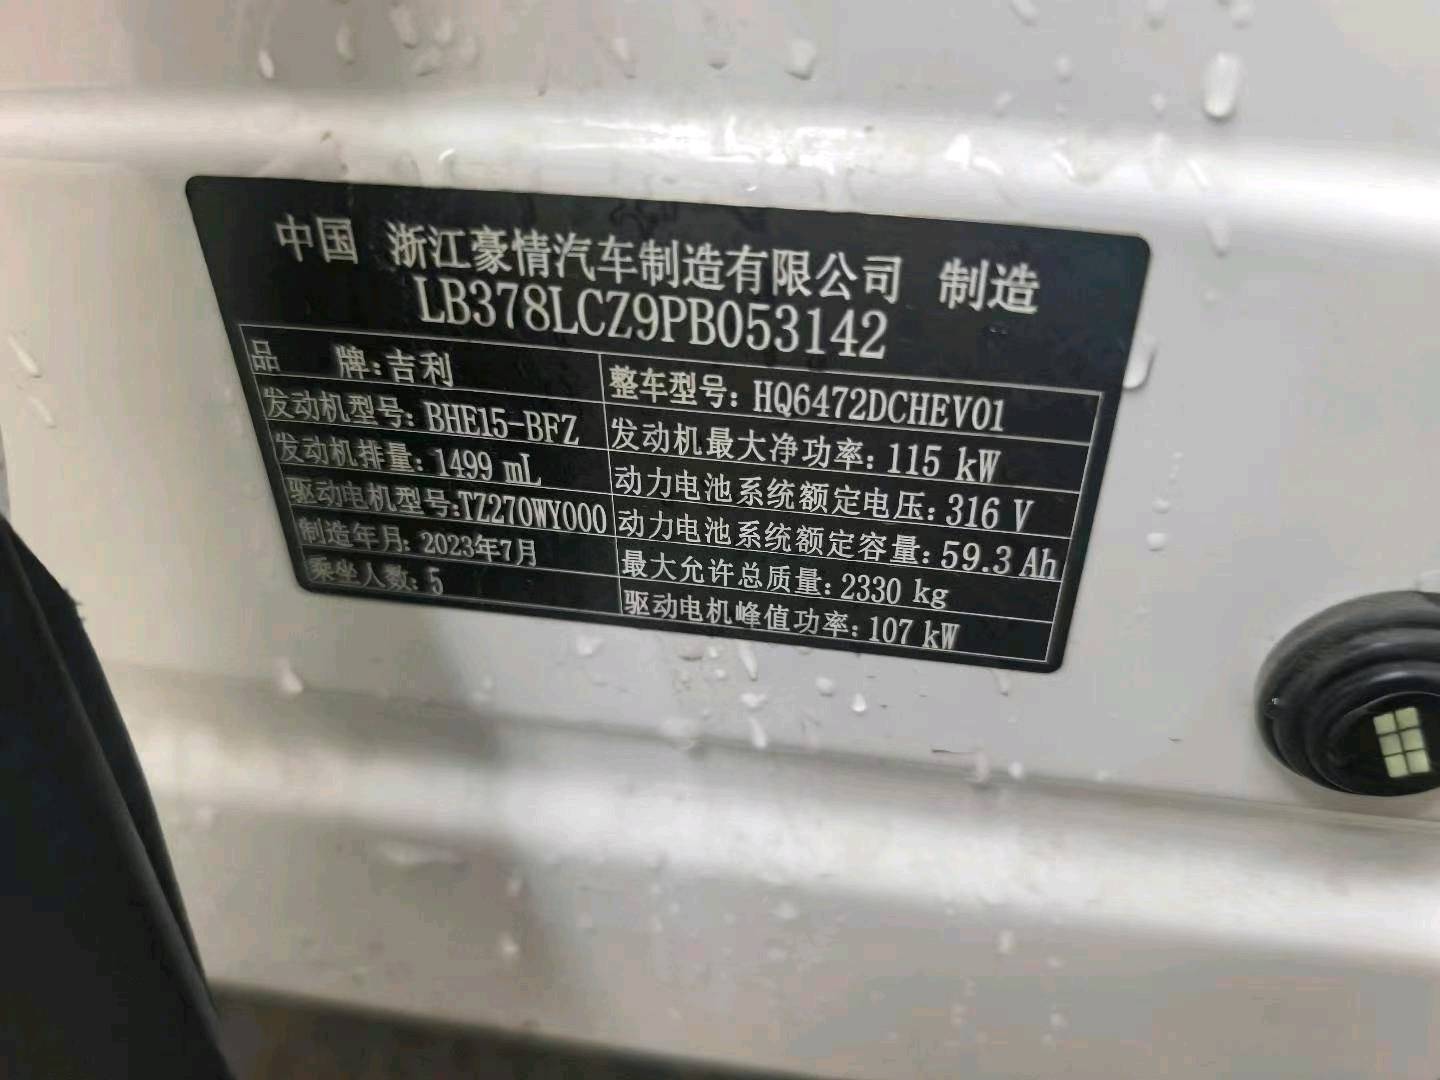 中国 浙江豪情汽车制造有限公司 制造
LB378LCZ9PB053142
品 牌:吉利
整车型号:HQ6472DCHEV01
发动机型号:BHE15-BFZ
发动机最大净功率:115 kW
发动机排量:1499 mL
动力电池系统额定电压:316 V
驱动电机型号:TZ270WY000
动力电池系统额定容量:59.3 Ah
制造年月:2023年7月
最大允许总质量:2330 kg
乘坐人数:5
驱动电机峰值功率:107 kW